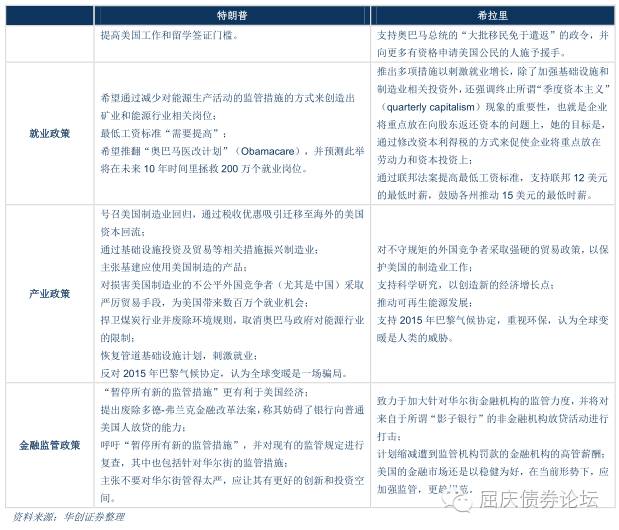 特朗普 希拉里
提高美国工作和留学签证门槛。
支持奥巴马总统的“大批移民免于遣返”的政令，并
向更多有资格申请美国公民的人施予援手。
就业政策
希望通过减少对能源生产活动的监管措施的方式来创造出
矿业和能源行业相关岗位;
最低工资标准“需要提高”;
希望推翻“奥巴马医改计划”（Obamacare），并预测此举
将在未来 10 年时间里拯救 200 万个就业岗位。
推出多项措施以刺激就业增长，除了加强基础设施和
制造业相关投资外，还强调终止所谓“季度资本主义”
（quarterly capitalism）现象的重要性，也就是企业
将重点放在向股东返还资本的问题上，她的目标是，
通过修改资本利得税的方式来促使企业将重点放在
劳动力和资本投资上;
通过联邦法案提高最低工资标准，支持联邦 12 美元
的最低时薪，鼓励各州推动 15 美元的最低时薪。
产业政策
号召美国制造业回归，通过税收优惠吸引迁移至海外的美国
资本回流;
通过基础设施投资及贸易等相关措施振兴制造业;
主张基建应使用美国制造的产品;
对损害美国制造业的不公平外国竞争者（尤其是中国）采取
严厉贸易手段，为美国带来数百万个就业机会;
捍卫煤炭行业并废除环境规则，取消奥巴马政府对能源行业
的限制;
恢复管道基础设施计划，刺激就业;
反对 2015 年巴黎气候协定，认为全球变暖是一场骗局。
对不守规矩的外国竞争者采取强硬的贸易政策，以保
护美国的制造业工作;
支持科学研究，以创造新的经济增长点;
推动可再生能源发展;
支持 2015 年巴黎气候协定，重视环保，认为全球变
暖是人类的威胁。
金融监管政策
“暂停所有新的监管措施”更有利于美国经济;
提出废除多德-弗兰克金融改革法案，称其妨碍了银行向普通
美国人放贷的能力;
呼吁“暂停所有新的监管措施”，并对现有的监管规定进行
复查，其中也包括针对华尔街的监管措施;
主张不要对华尔街管得太严，应让其有更好的创新和投资空
间。
致力于加大针对华尔街金融机构的监管力度，并将对
来自于所谓“影子银行”的非金融机构放贷活动进行
打击;
计划缩减遭到监管机构罚款的金融机构的高管薪酬;
美国的金融市场还是以稳健为好，在当前形势下，应
加强监管，更
资料来源：华创证券整理
屈庆债券论坛